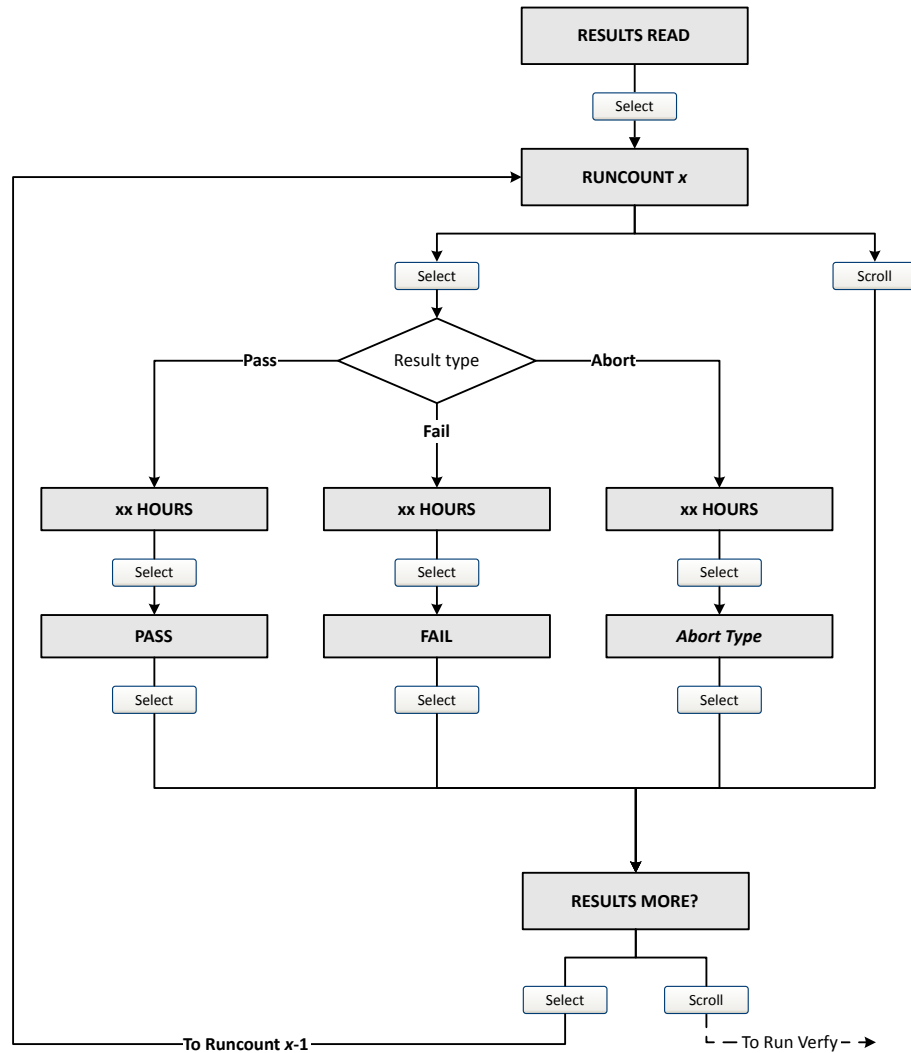 RESULTS READ
Select
RUNCOUNT x
Select
Scroll
Result type
Pass
Abort
Fail
xx HOURS
xx HOURS
xx HOURS
Select
Select
Select
PASS
FAIL
Abort Type
Select
Select
Select
RESULTS MORE?
Select
Scroll
To Runcount x-1
To Run Verfy